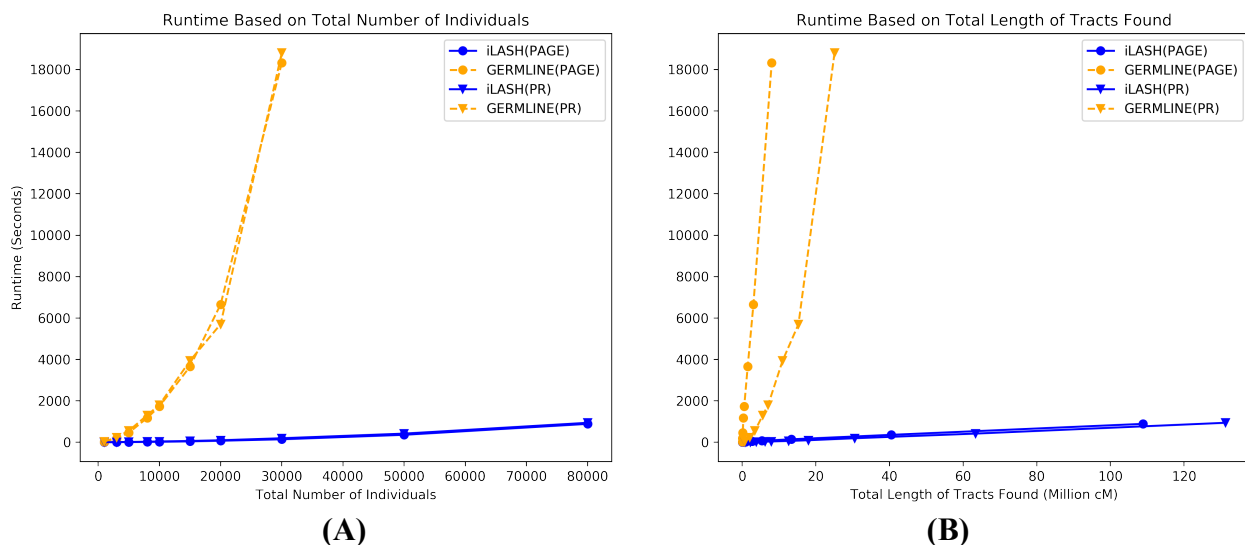 Runtime Based on Total Number of Individuals
iLASH(PAGE)
GERMLINE(PAGE)
iLASH(PR)
GERMLINE(PR)
18000
16000
14000
12000
10000
8000
6000
4000
2000
0
Runtime (Seconds)
0 10000 20000 30000 40000 50000 60000 70000 80000
Total Number of Individuals
(A)
Runtime Based on Total Length of Tracts Found
iLASH(PAGE)
GERMLINE(PAGE)
iLASH(PR)
GERMLINE(PR)
18000
16000
14000
12000
10000
8000
6000
4000
2000
0
0 20 40 60 80 100 120
Total Length of Tracts Found (Million cM)
(B)